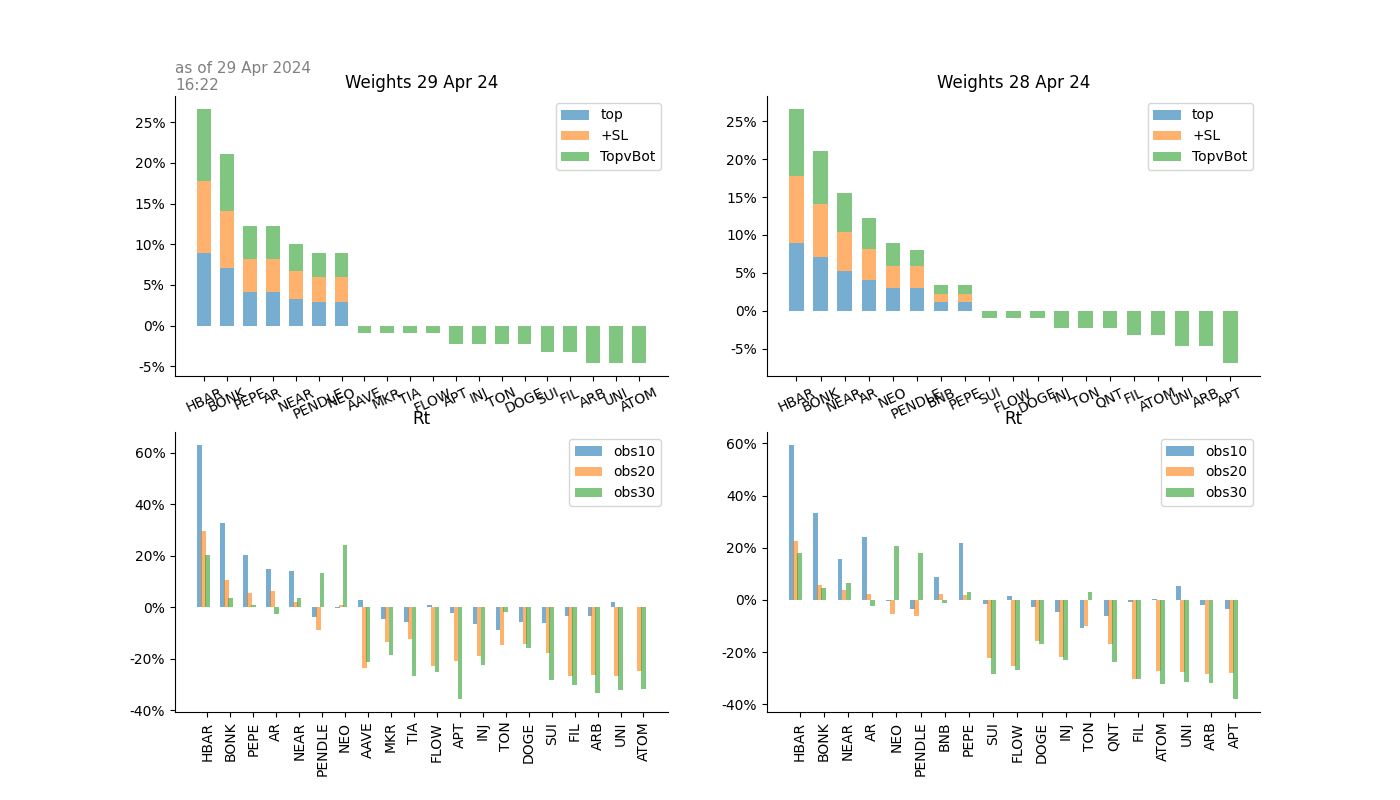 as of 29 Apr 2024
16:22
Weights 29 Apr 24
25%
20%
15%
10%
5%
0%
-5%
top
+SL
TopvBot
HBAR BONK PEPE AR NEAR PENDLE NEO AAVE MKR TIA FLOW APT INJ TON DOGE SUI FIL ARB UNI ATOM
Weights 28 Apr 24
25%
20%
15%
10%
5%
0%
-5%
top
+SL
TopvBot
HBAR BONK NEAR AR NEO PENDLE BNB PEPE SUI FLOW DOGE INJ TON QNT FIL ATOM UNI ARB APT
Rt
60%
40%
20%
0%
-20%
-40%
obs10
obs20
obs30
HBAR BONK PEPE AR NEAR PENDLE NEO AAVE MKR TIA FLOW APT INJ TON DOGE SUI FIL ARB UNI ATOM
Rt
60%
40%
20%
0%
-20%
-40%
obs10
obs20
obs30
HBAR BONK NEAR AR NEO PENDLE BNB PEPE SUI FLOW DOGE INJ TON QNT FIL ATOM UNI ARB APT